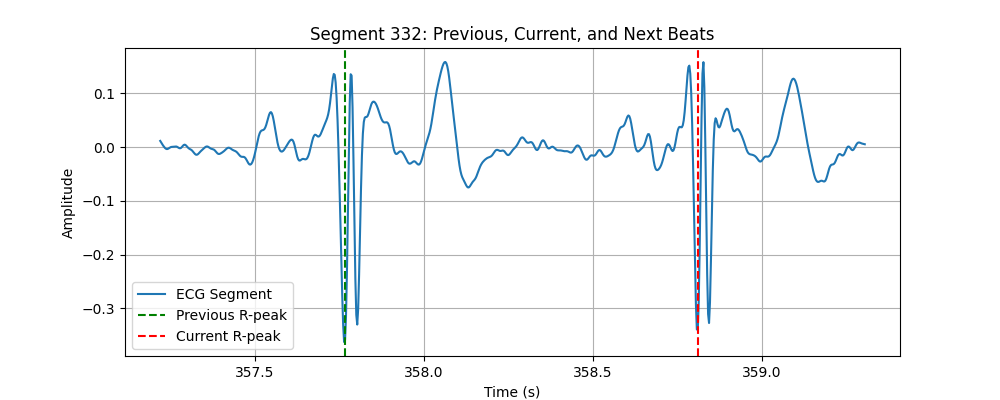 Segment 332: Previous, Current, and Next Beats
0.1
0.0
−0.1
−0.2
−0.3
Amplitude
ECG Segment
Previous R-peak
Current R-peak
357.5
358.0
358.5
359.0
Time (s)